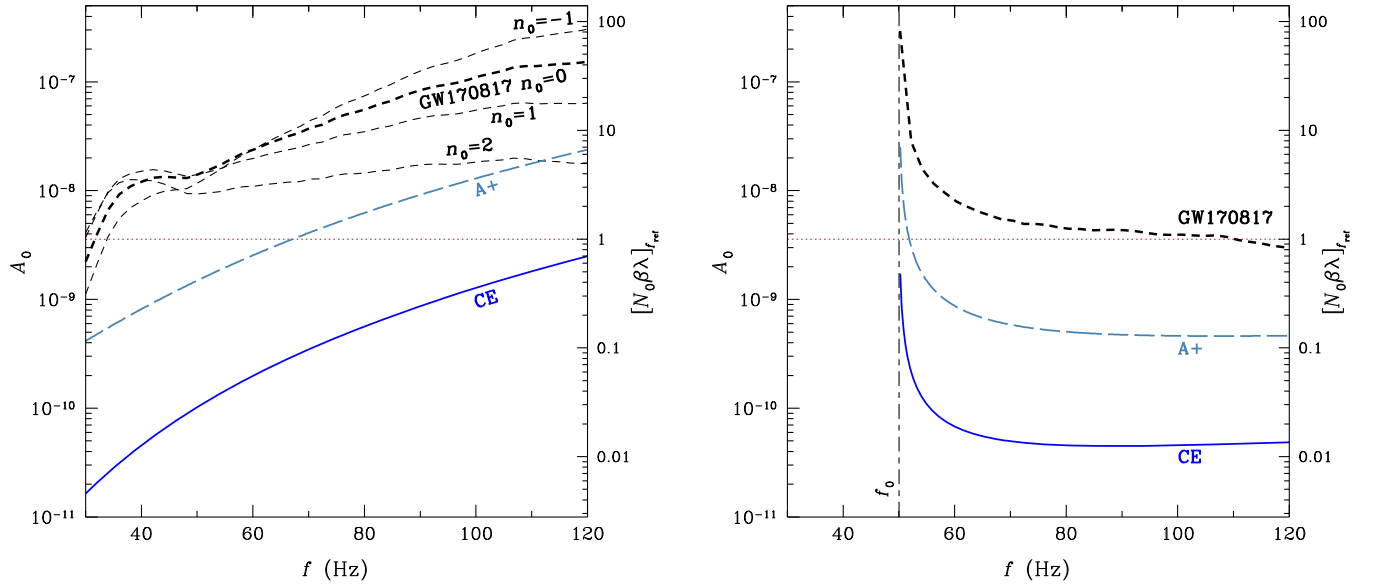 n₀=−1
GW170817 n₀=0
n₀=1
n₀=2
A+
CE
A₀
10⁻⁷
10⁻⁸
10⁻⁹
10⁻¹⁰
10⁻¹¹
100
10
1
0.1
0.01
[N₀βλ]f ref
40 60 80 100 120
f (Hz)
GW170817
A+
CE
f₀
A₀
10⁻⁷
10⁻⁸
10⁻⁹
10⁻¹⁰
10⁻¹¹
100
10
1
0.1
0.01
[N₀βλ]f ref
40 60 80 100 120
f (Hz)